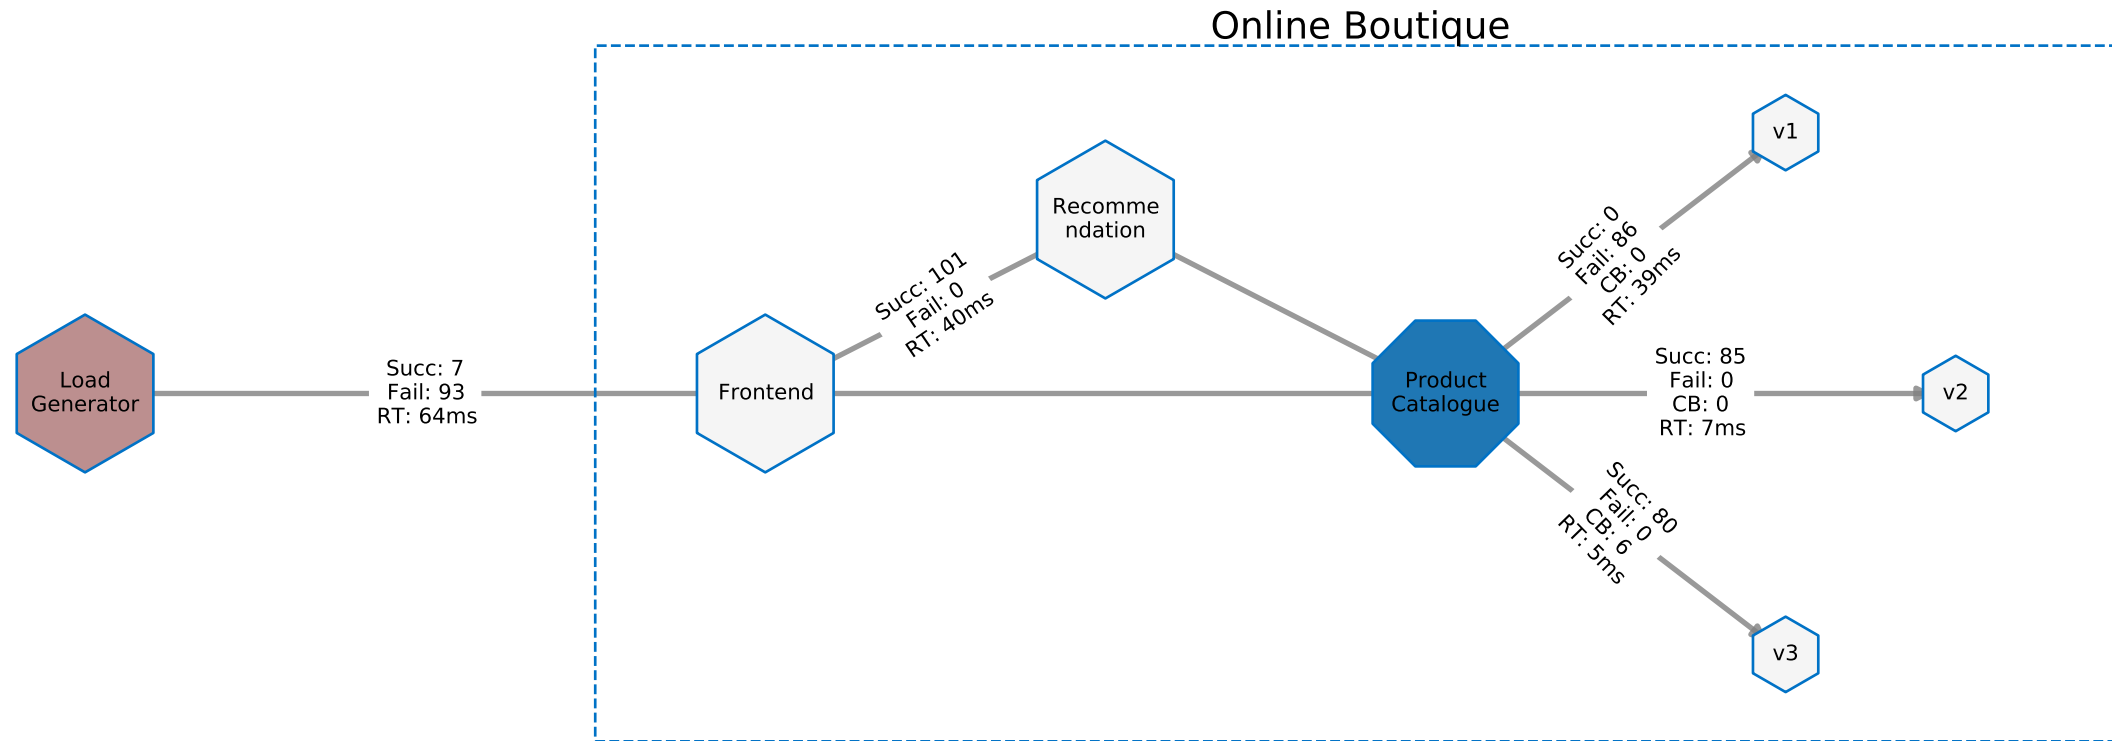 Online Boutique
v1
Recomme
ndation
Succ: 0
Fail: 86
CB: 0
RT: 39ms
Succ: 101
Fail: 0
RT: 40ms
Load
Generator
Succ: 7
Fail: 93
RT: 64ms
Frontend
Product
Catalogue
Succ: 85
Fail: 0
CB: 0
RT: 7ms
v2
Succ: 80
Fail: 0
CB: 6
RT: 5ms
v3